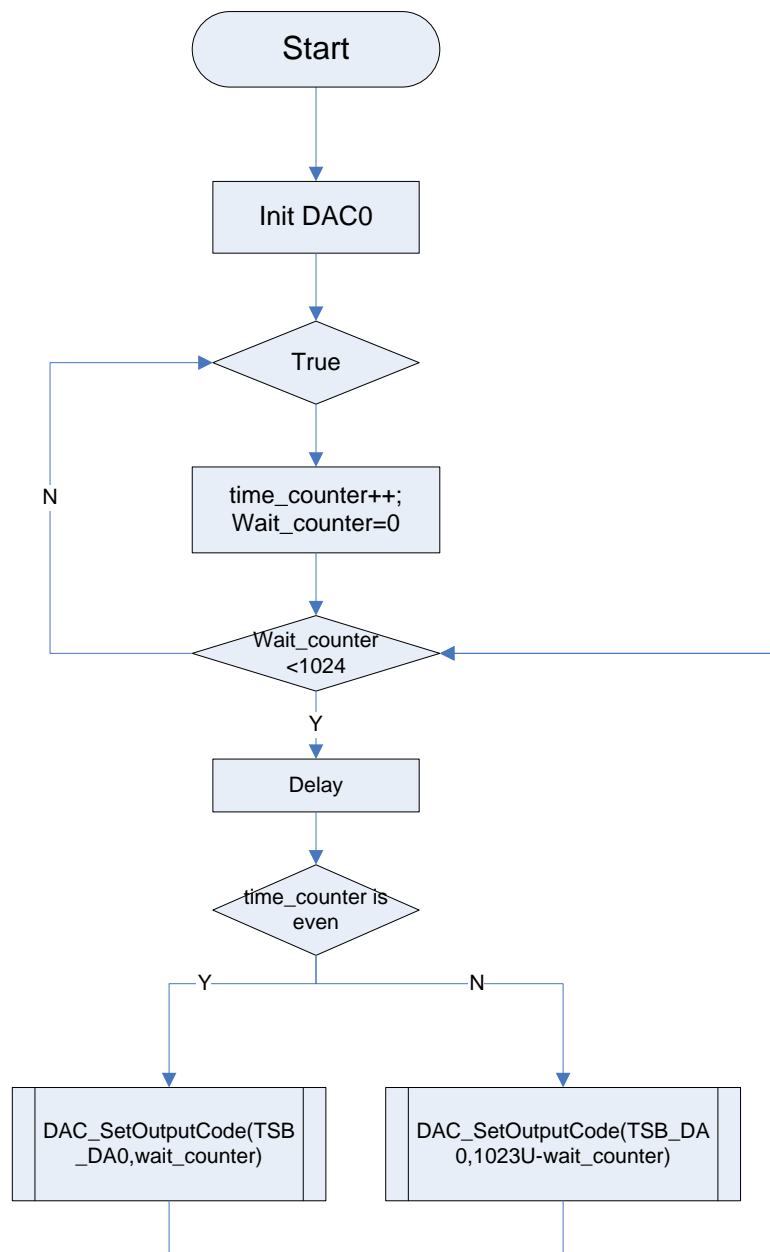 Start
Init DAC0
True
N
time_counter++;
Wait_counter=0
Wait_counter
<1024
Y
Delay
time_counter is
even
Y
N
DAC_SetOutputCode(TSB
_DA0,wait_counter)
DAC_SetOutputCode(TSB_DA
0,1023U-wait_counter)